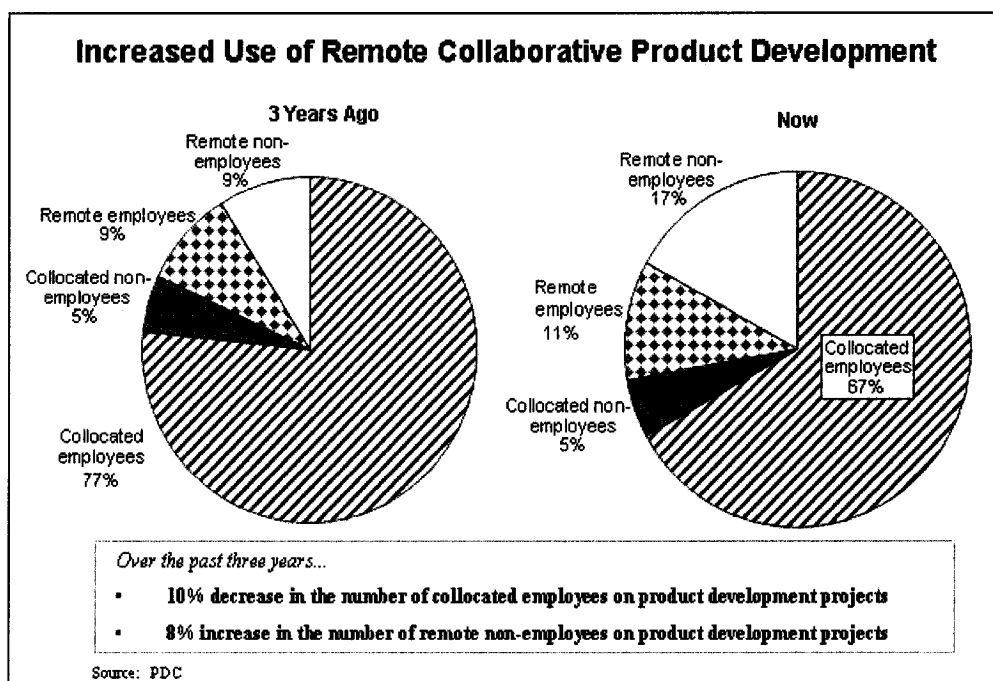 Increased Use of Remote Collaborative Product Development
3 Years Ago
Remote non-
employees
9%
Remote employees
9%
Collocated non-
employees
5%
Collocated
employees
77%
Now
Remote non-
employees
17%
Remote
employees
11%
Collocated non-
employees
5%
Collocated
employees
67%
Over the past three years...
▪ 10% decrease in the number of collocated employees on product development projects
▪ 8% increase in the number of remote non-employees on product development projects
Source: PDC